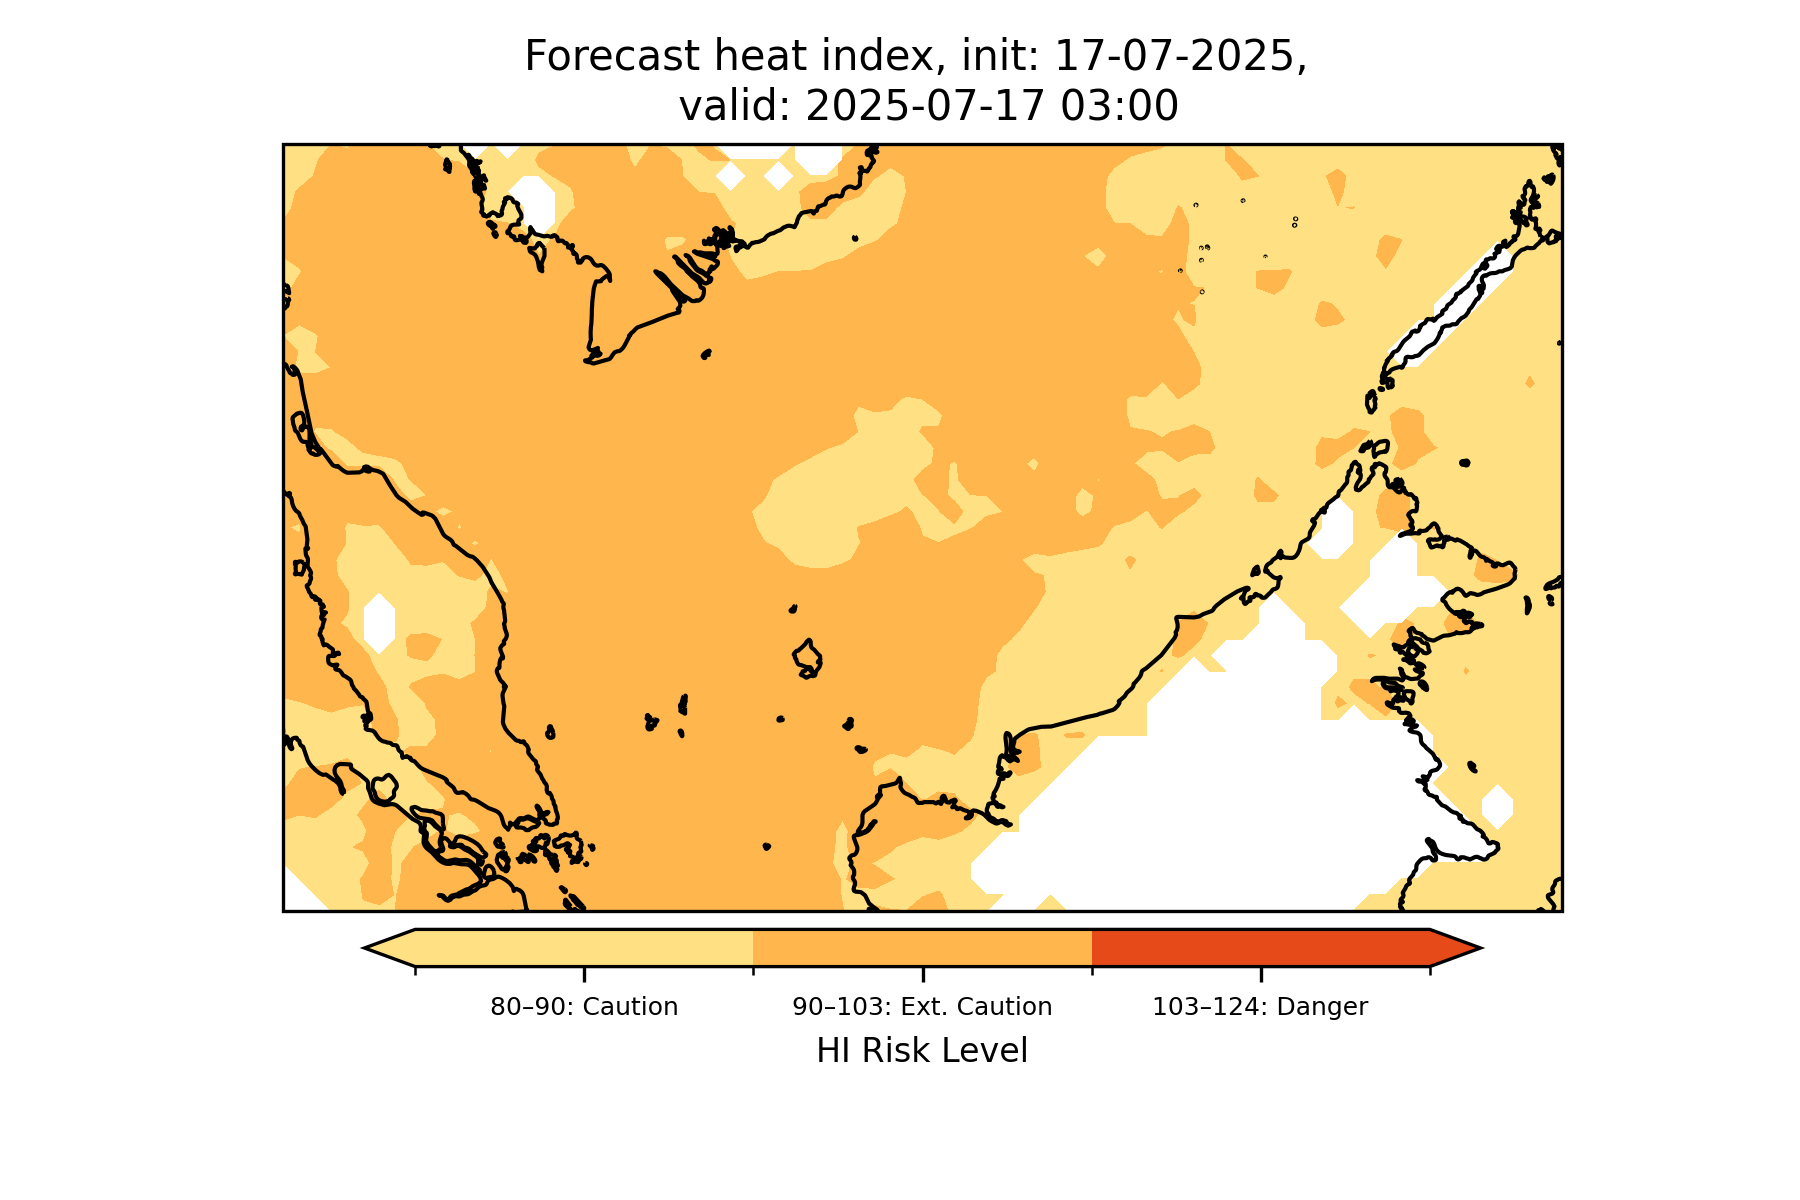 Forecast heat index, init: 17-07-2025,
valid: 2025-07-17 03:00
80–90: Caution
90–103: Ext. Caution
103–124: Danger
HI Risk Level